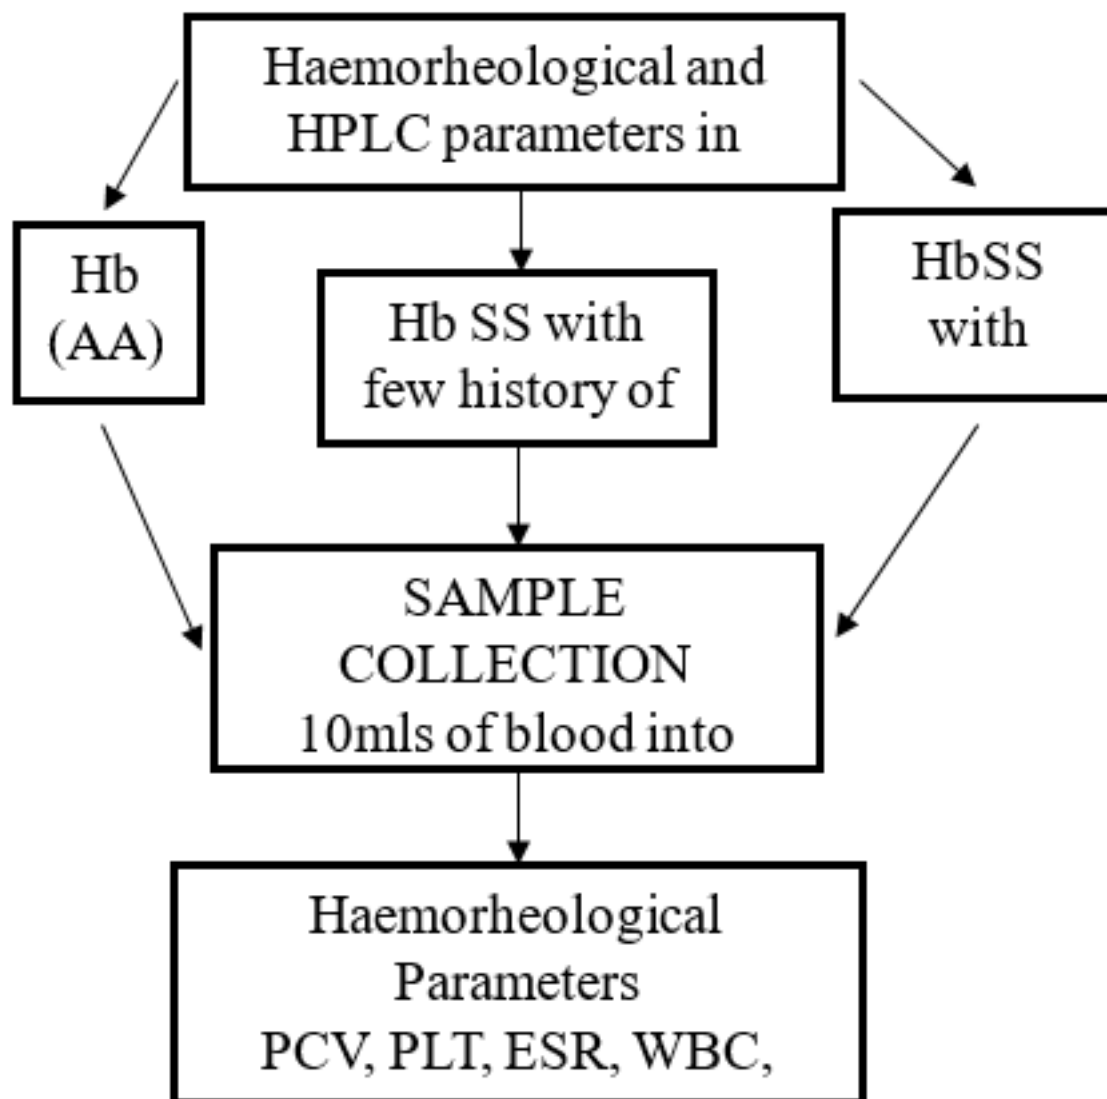 Haemorheological and
HPLC parameters in
Hb
(AA)
Hb SS with
few history of
HbSS
with
SAMPLE
COLLECTION
10mls of blood into
Haemorheological
Parameters
PCV, PLT, ESR, WBC,